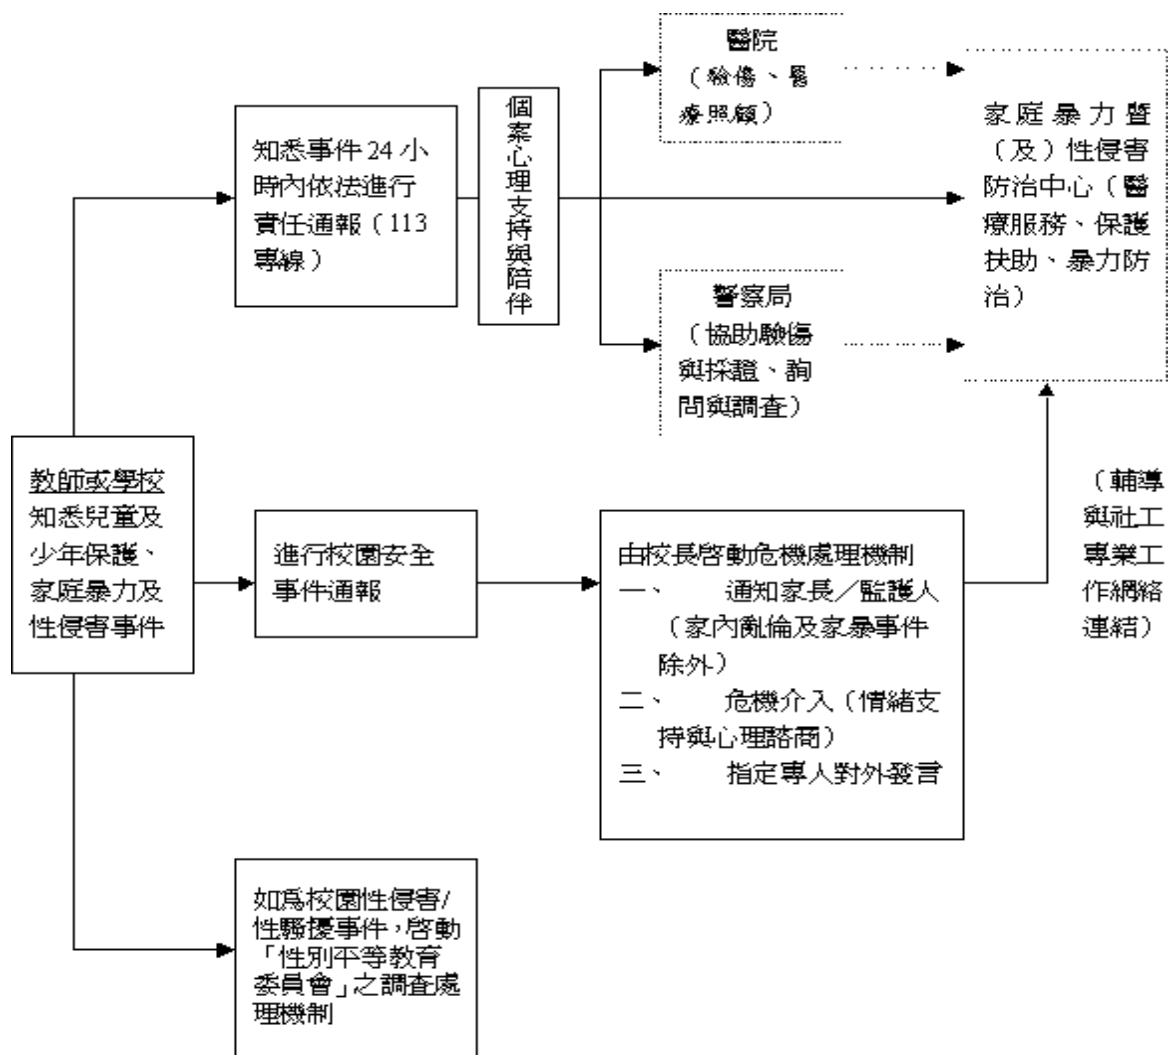 教師或學校
知悉兒童及
少年保護、
家庭暴力及
性侵害事件
知悉事件 24 小
時內依法進行
責任通報（113
專線）
個案心理支持與陪伴
醫院
（驗傷、醫
療照顧）
警察局
（協助驗傷
與採證、詢
問與調查）
家庭暴力暨
（及）性侵害
防治中心（醫
療服務、保護
扶助、暴力防
治）
進行校園安全
事件通報
由校長啓動危機處理機制
一、 通知家長／監護人
（家內亂倫及家暴事件
除外）
二、 危機介入（情緒支
持與心理諮商）
三、 指定專人對外發言
（輔導
與社工
專業工
作網絡
連結）
如爲校園性侵害/
性騷擾事件，啓動
「性別平等教育
委員會」之調查處
理機制